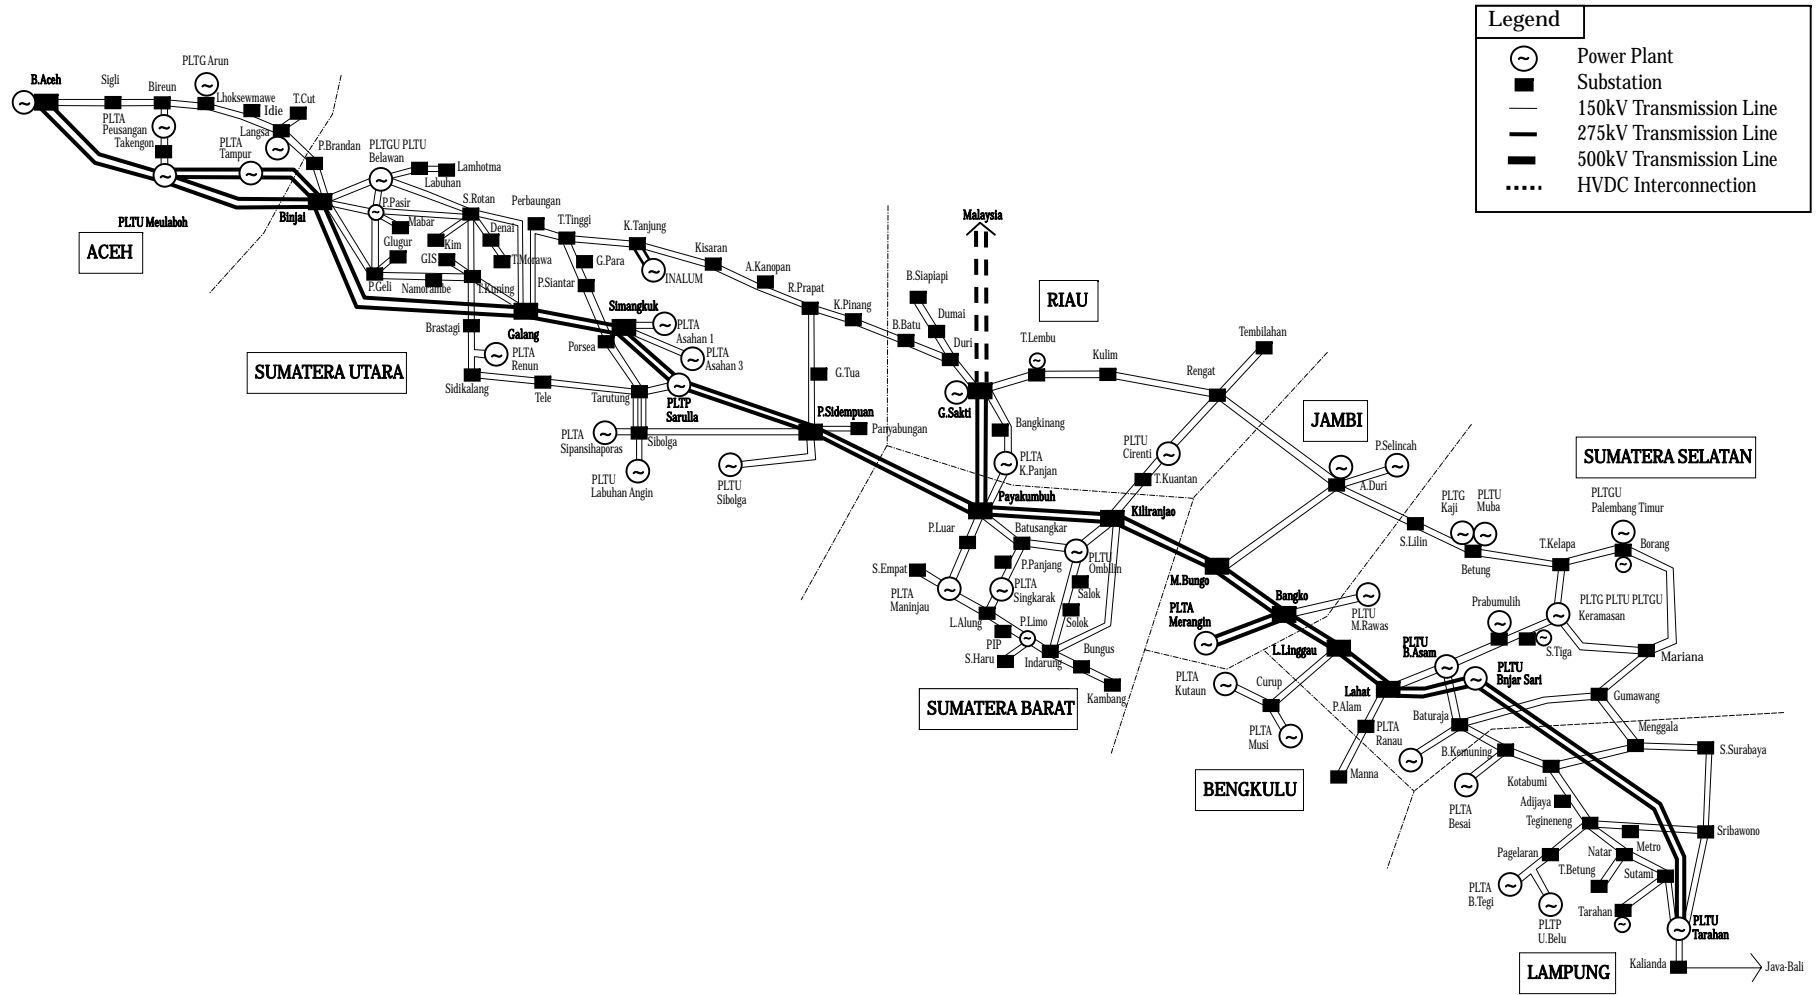 Legend
Power Plant
Substation
150kV Transmission Line
275kV Transmission Line
500kV Transmission Line
HVDC Interconnection
B.Aceh
Sigli
Bireun
PLTG Arun
Lhoksewmawe
Idie
T.Cut
Langsa
PLTA
Peusangan
Takengon
PLTA
Tampur
P.Brandan
PLTU Meulaboh
Binjai
ACEH
PLTGU PLTU
Belawan
Lamhotma
Labuhan
P.Pasir
S.Rotan
Perbaungan
Mabar
Glugur
Kim
Denai
GIS
T.Morawa
P.Geli
Namorambe
T.Kuning
T.Tinggi
G.Para
P.Siantar
K.Tanjung
INALUM
Kisaran
A.Kanopan
R.Prapat
K.Pinang
B.Batu
Duri
Dumai
B.Siapiapi
Malaysia
RIAU
T.Lembu
Kulim
Tembilahan
Rengat
Simangkuk
Galang
Porsea
PLTA
Asahan 1
PLTA
Asahan 3
Brastagi
PLTA
Renun
Sidikalang
Tele
Tarutung
PLTP
Sarulla
SUMATERA UTARA
G.Tua
P.Sidempuan
Panyabungan
PLTA
Sipansihaporas
Sibolga
PLTU
Labuhan Angin
PLTU
Sibolga
G.Sakti
Bangkinang
PLTA
K.Panjan
PLTU
Cirenti
T.Kuantan
JAMBI
P.Selincah
A.Duri
SUMATERA SELATAN
Payakumbuh
Kiliranjao
P.Luar
Batusangkar
S.Empat
PLTA
Maninjau
P.Panjang
PLTA
Singkarak
PLTU
Ombilin
Salok
Solok
L.Alung
P.Limo
PIP
S.Haru
Indarung
Bungus
Kambang
SUMATERA BARAT
M.Bungo
Bangko
PLTA
Merangin
PLTU
M.Rawas
L.Linggau
S.Lilin
PLTG
Kaji
PLTU
Muba
Betung
PLTGU
Palembang Timur
T.Kelapa
Borang
Prabumulih
PLTG PLTU PLTGU
Keramasan
S.Tiga
Mariana
PLTU
B.Asam
PLTU
Bnjar Sari
Lahat
PLTA
Kutaun
Curup
PLTA
Musi
P.Alam
PLTA
Ranau
Manna
BENGKULU
Baturaja
Gumawang
Menggala
S.Surabaya
B.Kemuning
PLTA
Besai
Kotabumi
Adijaya
Tegineneng
Sribawono
Metro
Pagelaran
Natar
T.Betung
Sutami
PLTA
B.Tegi
PLTP
U.Belu
Tarahan
PLTU
Tarahan
Kalianda
Java-Bali
LAMPUNG